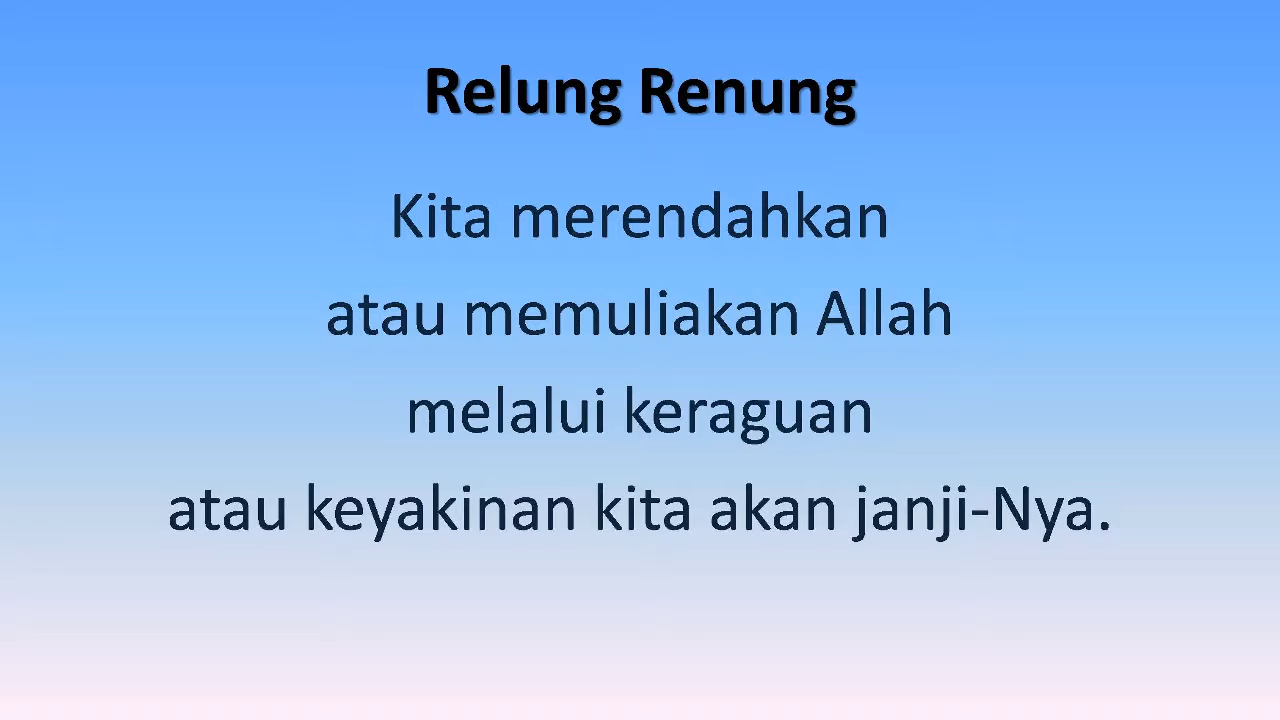 Relung Renung
Kita merendahkan
atau memuliakan Allah
melalui keraguan
atau keyakinan kita akan janji-Nya.